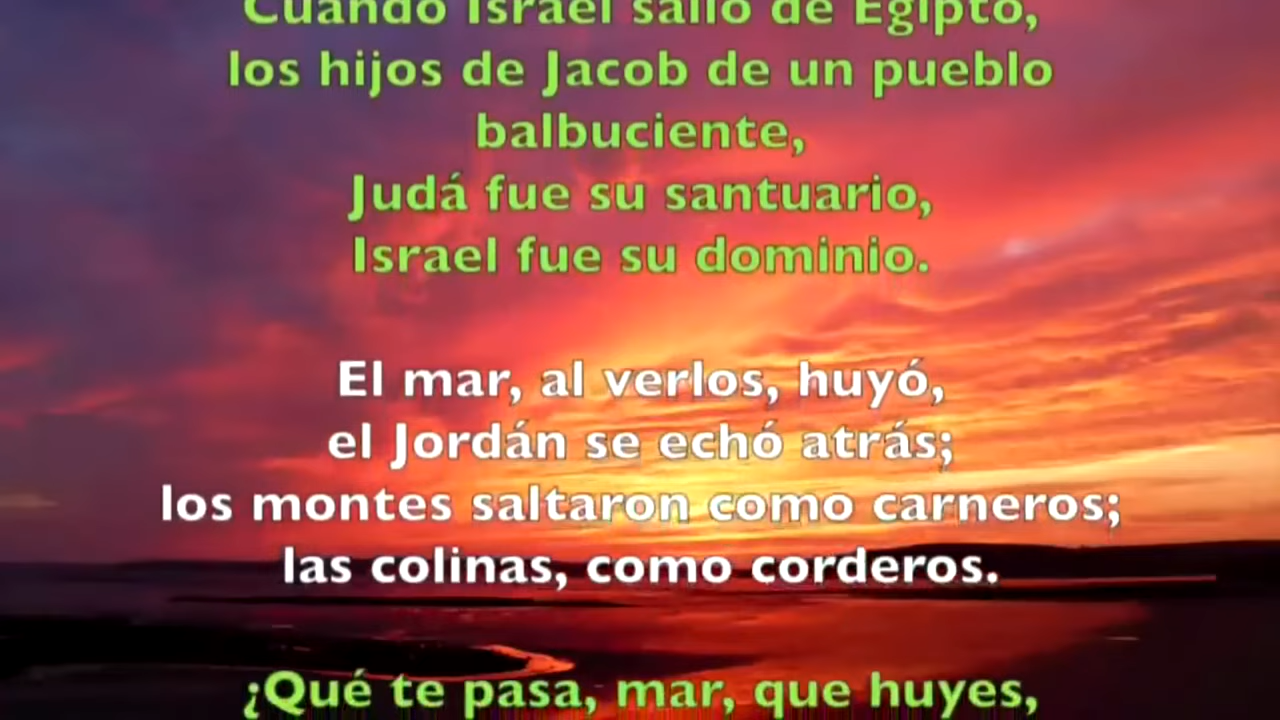 Cuando Israel salió de Egipto,
los hijos de Jacob de un pueblo
balbuciente,
Judá fue su santuario,
Israel fue su dominio.
El mar, al verlos, huyó,
el Jordán se echó atrás;
los montes saltaron como carneros;
las colinas, como corderos.
¿Qué te pasa, mar, que huyes,